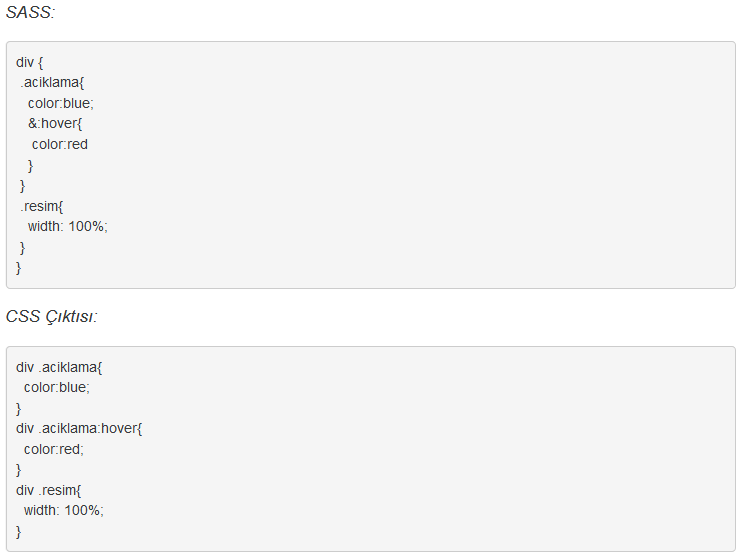 SASS:
div {
 .aciklama{
   color:blue;
   &:hover{
    color:red
   }
 }
 .resim{
   width: 100%;
 }
}
CSS Çıktısı:
div .aciklama{
  color:blue;
}
div .aciklama:hover{
  color:red;
}
div .resim{
  width: 100%;
}